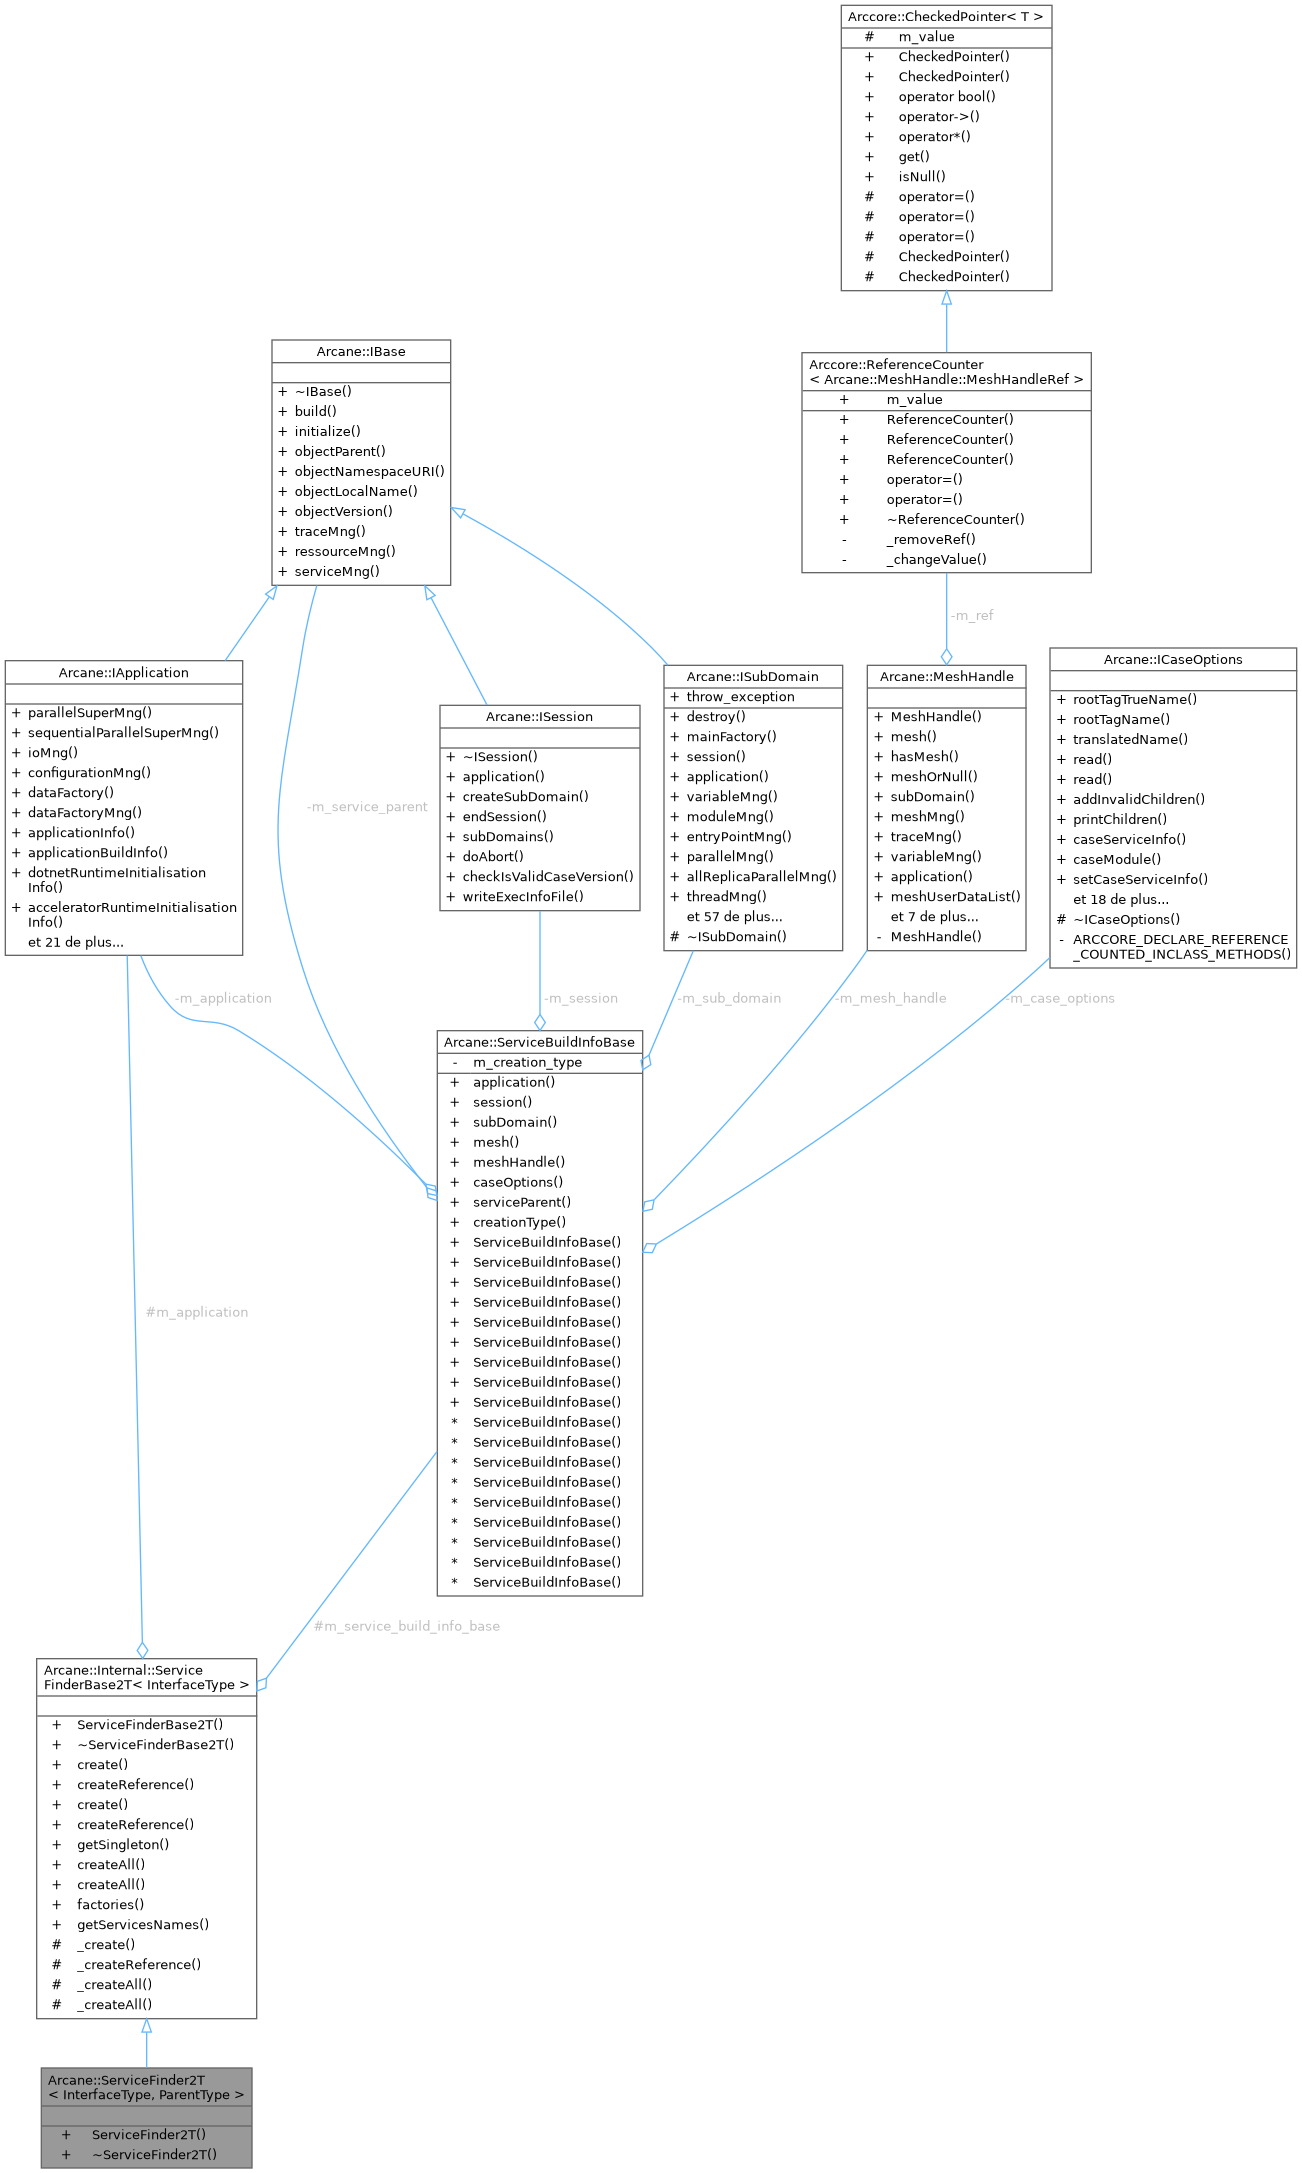 Arccore::CheckedPointer< T >
# m_value
+ CheckedPointer()
+ CheckedPointer()
+ operator bool()
+ operator->()
+ operator*()
+ get()
+ isNull()
# operator=()
# operator=()
# operator=()
# CheckedPointer()
# CheckedPointer()
Arcane::IBase
+ ~IBase()
+ build()
+ initialize()
+ objectParent()
+ objectNamespaceURI()
+ objectLocalName()
+ objectVersion()
+ traceMng()
+ ressourceMng()
+ serviceMng()
Arccore::ReferenceCounter
< Arcane::MeshHandle::MeshHandleRef >
+ m_value
+ ReferenceCounter()
+ ReferenceCounter()
+ ReferenceCounter()
+ operator=()
+ operator=()
+ ~ReferenceCounter()
- _removeRef()
- _changeValue()
-m_ref
Arcane::IApplication
+ parallelSuperMng()
+ sequentialParallelSuperMng()
+ ioMng()
+ configurationMng()
+ dataFactory()
+ dataFactoryMng()
+ applicationInfo()
+ applicationBuildInfo()
+ dotnetRuntimeInitialisation
Info()
+ acceleratorRuntimeInitialisation
Info()
et 21 de plus...
-m_service_parent
Arcane::ISession
+ ~ISession()
+ application()
+ createSubDomain()
+ endSession()
+ subDomains()
+ doAbort()
+ checkIsValidCaseVersion()
+ writeExecInfoFile()
Arcane::ISubDomain
+ throw_exception
+ destroy()
+ mainFactory()
+ session()
+ application()
+ variableMng()
+ moduleMng()
+ entryPointMng()
+ parallelMng()
+ allReplicaParallelMng()
+ threadMng()
et 57 de plus...
# ~ISubDomain()
Arcane::MeshHandle
+ MeshHandle()
+ mesh()
+ hasMesh()
+ meshOrNull()
+ subDomain()
+ meshMng()
+ traceMng()
+ variableMng()
+ application()
+ meshUserDataList()
et 7 de plus...
- MeshHandle()
Arcane::ICaseOptions
+ rootTagTrueName()
+ rootTagName()
+ translatedName()
+ read()
+ read()
+ addInvalidChildren()
+ printChildren()
+ caseServiceInfo()
+ caseModule()
+ setCaseServiceInfo()
et 18 de plus...
# ~ICaseOptions()
- ARCCORE_DECLARE_REFERENCE
_COUNTED_INCLASS_METHODS()
-m_application
-m_session
-m_sub_domain
-m_mesh_handle
-m_case_options
Arcane::ServiceBuildInfoBase
- m_creation_type
+ application()
+ session()
+ subDomain()
+ mesh()
+ meshHandle()
+ caseOptions()
+ serviceParent()
+ creationType()
+ ServiceBuildInfoBase()
+ ServiceBuildInfoBase()
+ ServiceBuildInfoBase()
+ ServiceBuildInfoBase()
+ ServiceBuildInfoBase()
+ ServiceBuildInfoBase()
+ ServiceBuildInfoBase()
+ ServiceBuildInfoBase()
+ ServiceBuildInfoBase()
* ServiceBuildInfoBase()
* ServiceBuildInfoBase()
* ServiceBuildInfoBase()
* ServiceBuildInfoBase()
* ServiceBuildInfoBase()
* ServiceBuildInfoBase()
* ServiceBuildInfoBase()
* ServiceBuildInfoBase()
* ServiceBuildInfoBase()
#m_application
#m_service_build_info_base
Arcane::Internal::Service
FinderBase2T< InterfaceType >
+ ServiceFinderBase2T()
+ ~ServiceFinderBase2T()
+ create()
+ createReference()
+ create()
+ createReference()
+ getSingleton()
+ createAll()
+ createAll()
+ factories()
+ getServicesNames()
# _create()
# _createReference()
# _createAll()
# _createAll()
Arcane::ServiceFinder2T
< InterfaceType, ParentType >
+ ServiceFinder2T()
+ ~ServiceFinder2T()